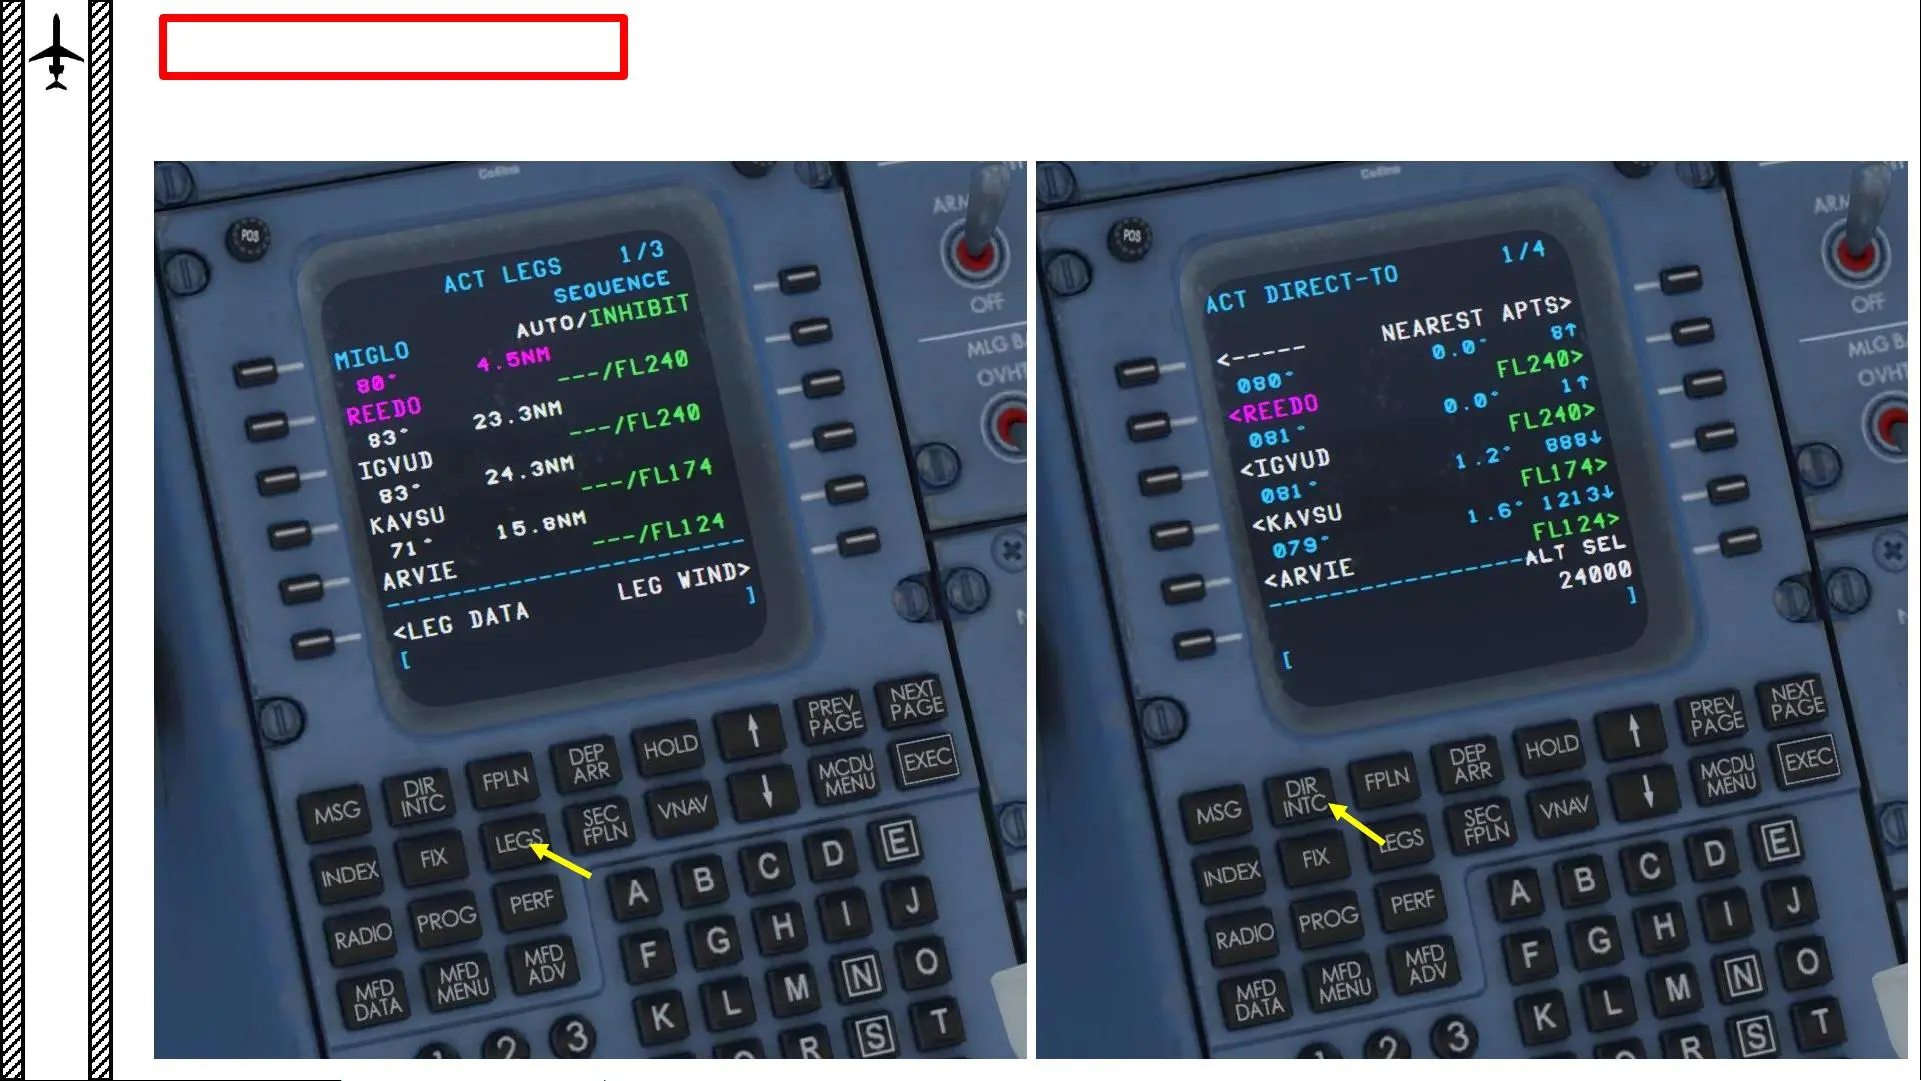 Collins
POS
ACT LEGS 1/3
SEQUENCE
AUTO/INHIBIT
MIGLO
80° 4.5NM
REEDO ---/FL240
83° 23.3NM
IGVUD ---/FL240
83° 24.3NM
KAVSU ---/FL174
71° 15.8NM
ARVIE ---/FL124
--------------------
<LEG DATA LEG WIND>
[ ]
OFF
MSG
DIR INTC
FPLN
DEP ARR
HOLD
↑
PREV PAGE
NEXT PAGE
INDEX
FIX
LEGS
SEC FPLN
VNAV
↓
MCDU MENU
EXEC
RADIO
PROG
PERF
MFD DATA
MFD MENU
MFD ADV
A B C D E
F G H I J
K L M N O
R S T
1 2 3
Collins
POS
ACT DIRECT-TO 1/4
<----- NEAREST APTS>
080° 0.0° 8↑
<REEDO FL240>
081° 0.0° 1↑
<IGVUD FL240>
081° 1.2° 888↓
<KAVSU FL174>
079° 1.6° 1213↓
<ARVIE FL124>
--------------ALT SEL
24000
[ ]
OFF
MLG BA
OVHT
MSG
DIR INTC
FPLN
DEP ARR
HOLD
↑
PREV PAGE
NEXT PAGE
INDEX
FIX
LEGS
SEC FPLN
VNAV
↓
MCDU MENU
EXEC
RADIO
PROG
PERF
MFD DATA
MFD MENU
MFD ADV
A B C D E
F G H I J
K L M N O
R S T
1 2 3